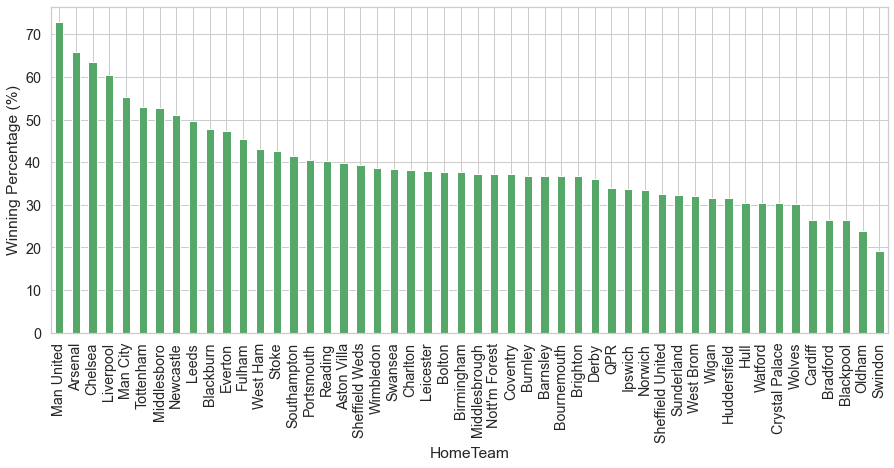 Winning Percentage (%)
70
60
50
40
30
20
10
0
Man United
Arsenal
Chelsea
Liverpool
Man City
Tottenham
Middlesboro
Newcastle
Leeds
Blackburn
Everton
Fulham
West Ham
Stoke
Southampton
Portsmouth
Reading
Aston Villa
Sheffield Weds
Wimbledon
Swansea
Charlton
Leicester
Bolton
Birmingham
Middlesbrough
Nott'm Forest
Coventry
Burnley
Barnsley
Bournemouth
Brighton
Derby
QPR
Ipswich
Norwich
Sheffield United
Sunderland
West Brom
Wigan
Huddersfield
Hull
Watford
Crystal Palace
Wolves
Cardiff
Bradford
Blackpool
Oldham
Swindon
HomeTeam